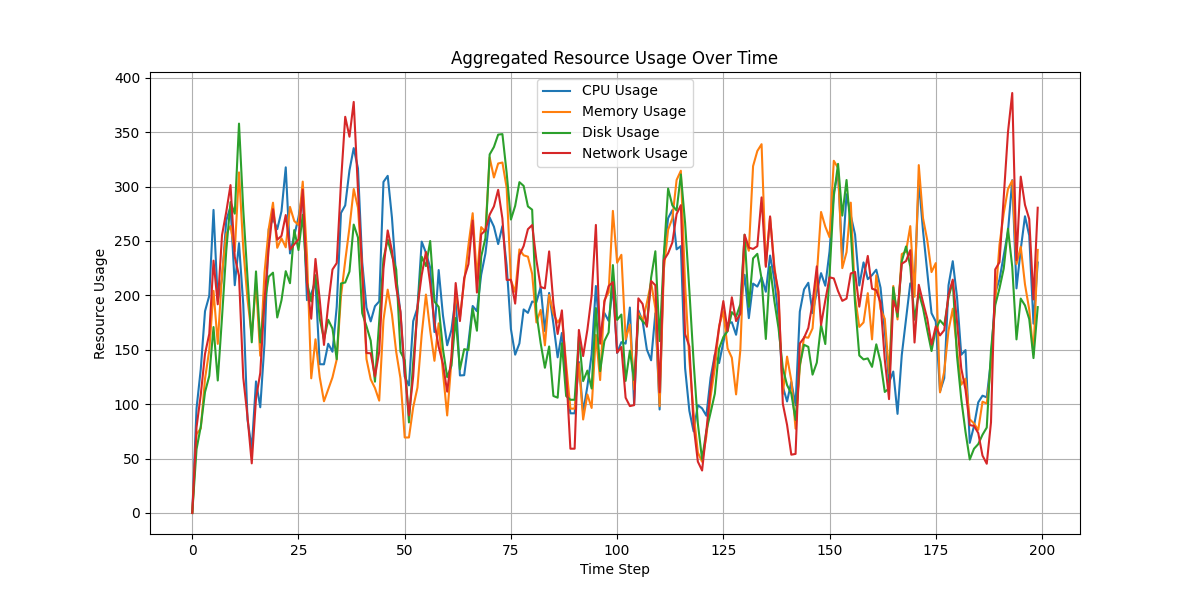 Aggregated Resource Usage Over Time
400
350
300
250
200
150
100
50
0
Resource Usage
CPU Usage
Memory Usage
Disk Usage
Network Usage
0 25 50 75 100 125 150 175 200
Time Step